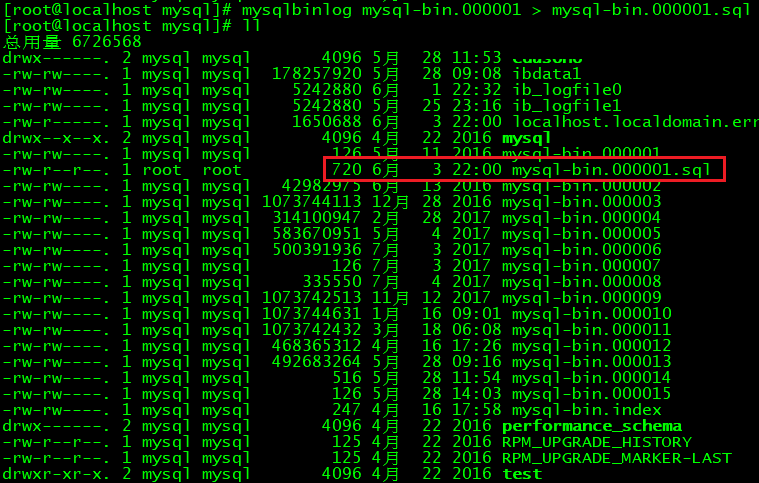 [root@localhost mysql]# mysqlbinlog mysql-bin.000001 > mysql-bin.000001.sql
[root@localhost mysql]# ll
总用量 6726568
drwx------. 2 mysql mysql 4096 5月 28 11:53
-rw-rw----. 1 mysql mysql 178257920 5月 28 09:08 ibdata1
-rw-rw----. 1 mysql mysql 5242880 6月 1 22:32 ib_logfile0
-rw-rw----. 1 mysql mysql 5242880 5月 25 23:16 ib_logfile1
-rw-r-----. 1 mysql mysql 1650688 6月 3 22:00 localhost.localdomain.err
drwx--x--x. 2 mysql mysql 4096 4月 22 2016 mysql
-rw-rw----. 1 mysql mysql 126 5月 11 2016 mysql-bin.000001
-rw-r--r--. 1 root root 720 6月 3 22:00 mysql-bin.000001.sql
-rw-rw----. 1 mysql mysql 42982975 6月 13 2016 mysql-bin.000002
-rw-rw----. 1 mysql mysql 1073744113 12月 28 2016 mysql-bin.000003
-rw-rw----. 1 mysql mysql 314100947 2月 28 2017 mysql-bin.000004
-rw-rw----. 1 mysql mysql 583670951 5月 4 2017 mysql-bin.000005
-rw-rw----. 1 mysql mysql 500391936 7月 3 2017 mysql-bin.000006
-rw-rw----. 1 mysql mysql 126 7月 3 2017 mysql-bin.000007
-rw-rw----. 1 mysql mysql 335550 7月 4 2017 mysql-bin.000008
-rw-rw----. 1 mysql mysql 1073742513 11月 12 2017 mysql-bin.000009
-rw-rw----. 1 mysql mysql 1073744631 1月 16 09:01 mysql-bin.000010
-rw-rw----. 1 mysql mysql 1073742432 3月 18 06:08 mysql-bin.000011
-rw-rw----. 1 mysql mysql 468365312 4月 16 17:26 mysql-bin.000012
-rw-rw----. 1 mysql mysql 492683264 5月 28 09:16 mysql-bin.000013
-rw-rw----. 1 mysql mysql 516 5月 28 11:54 mysql-bin.000014
-rw-rw----. 1 mysql mysql 126 5月 28 14:03 mysql-bin.000015
-rw-rw----. 1 mysql mysql 247 4月 16 17:58 mysql-bin.index
drwx------. 2 mysql mysql 4096 4月 22 2016 performance_schema
-rw-r--r--. 1 mysql mysql 125 4月 22 2016 RPM_UPGRADE_HISTORY
-rw-r--r--. 1 mysql mysql 125 4月 22 2016 RPM_UPGRADE_MARKER-LAST
drwxr-xr-x. 2 mysql mysql 4096 4月 22 2016 test